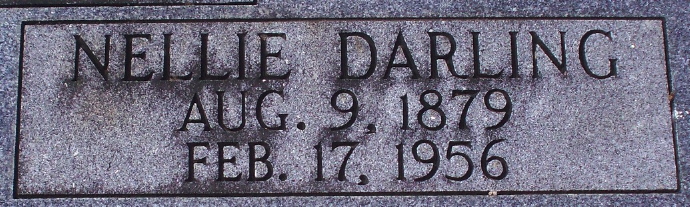 NELLIE DARLING
AUG. 9, 1879
FEB. 17, 1956